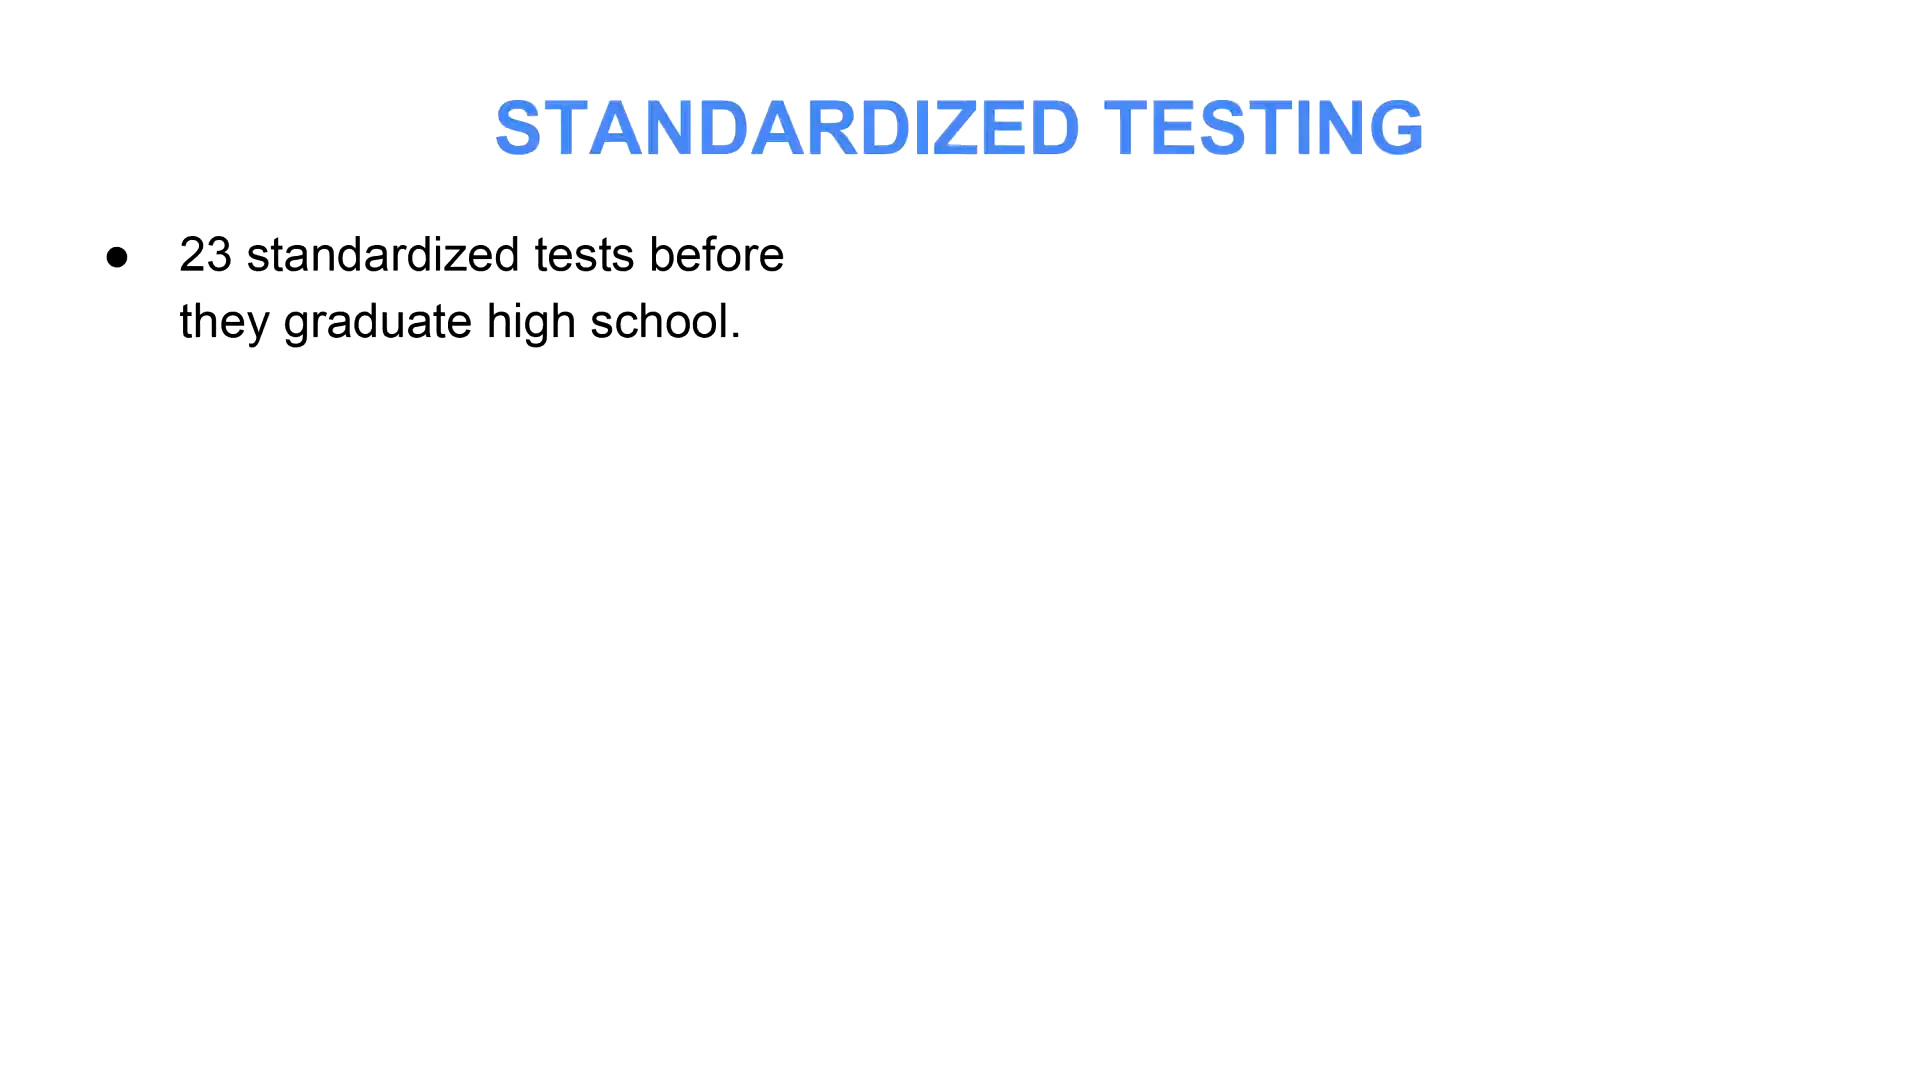 STANDARDIZED TESTING
● 23 standardized tests before
they graduate high school.